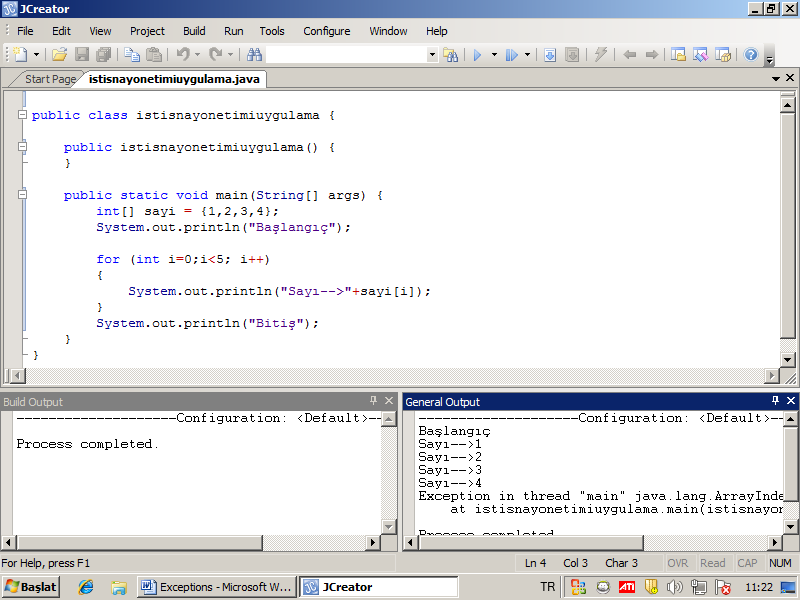 JCreator
File Edit View Project Build Run Tools Configure Window Help
Start Page istisnayonetimiuygulama.java
public class istisnayonetimiuygulama {
public istisnayonetimiuygulama() {
}
public static void main(String[] args) {
int[] sayi = {1,2,3,4};
System.out.println("Başlangıç");
for (int i=0;i<5; i++)
{
System.out.println("Sayı-->"+sayi[i]);
}
System.out.println("Bitiş");
}
}
Build Output
--------------------Configuration: <Default>--
Process completed.
General Output
--------------------Configuration: <Default>--
Başlangıç
Sayı-->1
Sayı-->2
Sayı-->3
Sayı-->4
Exception in thread "main" java.lang.ArrayInde
at istisnayonetimiuygulama.main(istisnayon
Process completed
For Help, press F1
Ln 4 Col 3 Char 3 OVR Read CAP NUM
Başlat
Exceptions - Microsoft W...
JCreator
TR
ATI
11:22